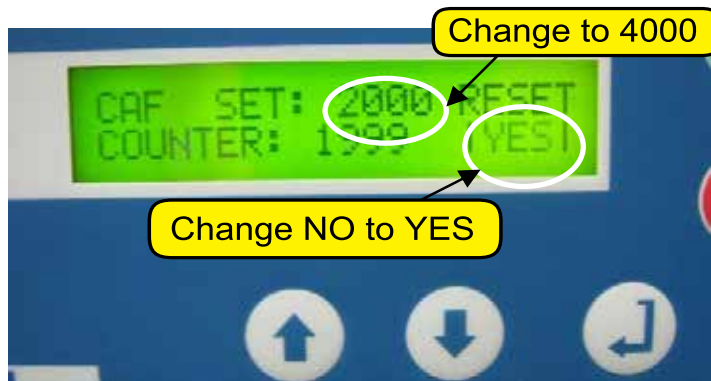 Change to 4000
CAF SET: 2000 RESET
COUNTER: 1999 YES
Change NO to YES